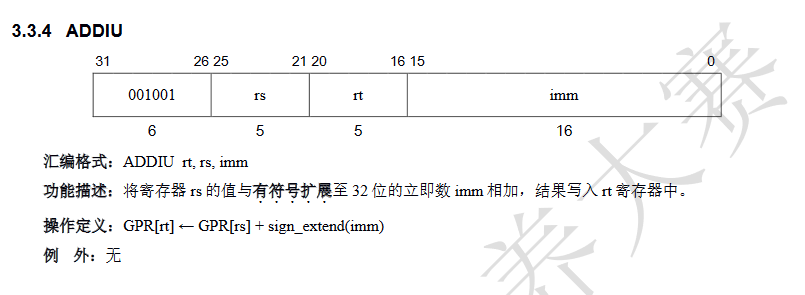 3.3.4 ADDIU
31 26 25 21 20 16 15 0
001001 rs rt imm
6 5 5 16
汇编格式：ADDIU rt, rs, imm
功能描述：将寄存器 rs 的值与有符号扩展至 32 位的立即数 imm 相加，结果写入 rt 寄存器中。
操作定义：GPR[rt] ← GPR[rs] + sign_extend(imm)
例 外：无
养大赛